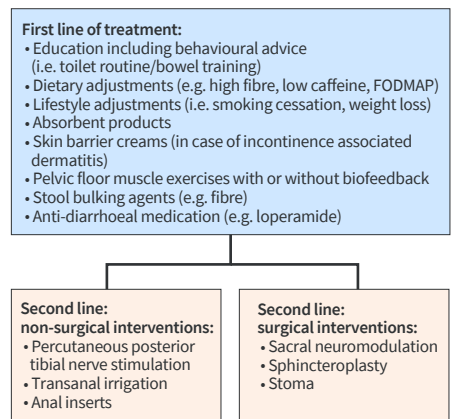 First line of treatment:
• Education including behavioural advice
(i.e. toilet routine/bowel training)
• Dietary adjustments (e.g. high fibre, low caffeine, FODMAP)
• Lifestyle adjustments (i.e. smoking cessation, weight loss)
• Absorbent products
• Skin barrier creams (in case of incontinence associated
dermatitis)
• Pelvic floor muscle exercises with or without biofeedback
• Stool bulking agents (e.g. fibre)
• Anti-diarrhoeal medication (e.g. loperamide)
Second line:
non-surgical interventions:
• Percutaneous posterior
tibial nerve stimulation
• Transanal irrigation
• Anal inserts
Second line:
surgical interventions:
• Sacral neuromodulation
• Sphincteroplasty
• Stoma